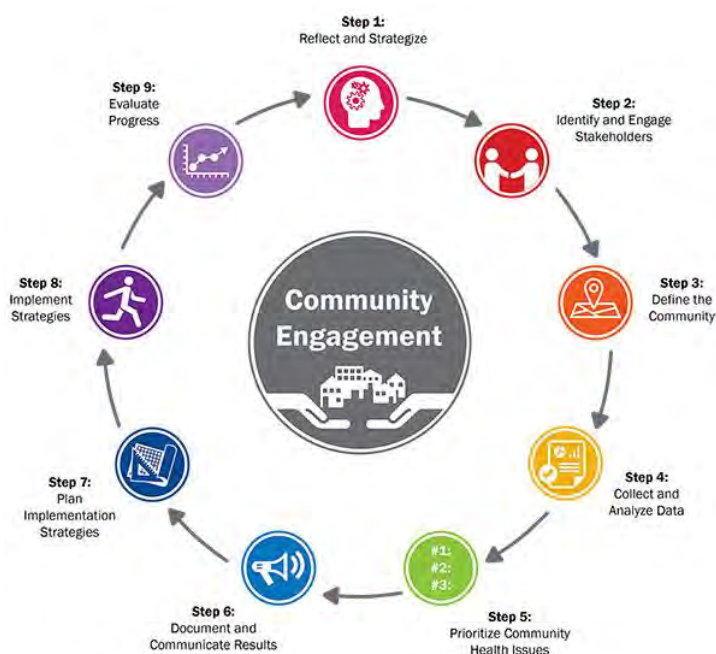 Step 1:
Reflect and Strategize
Step 2:
Identify and Engage
Stakeholders
Step 3:
Define the
Community
Step 4:
Collect and
Analyze Data
#1:
#2:
#3:
Step 5:
Prioritize Community
Health Issues
Step 6:
Document and
Communicate Results
Step 7:
Plan
Implementation
Strategies
Step 8:
Implement
Strategies
Step 9:
Evaluate
Progress
Community
Engagement